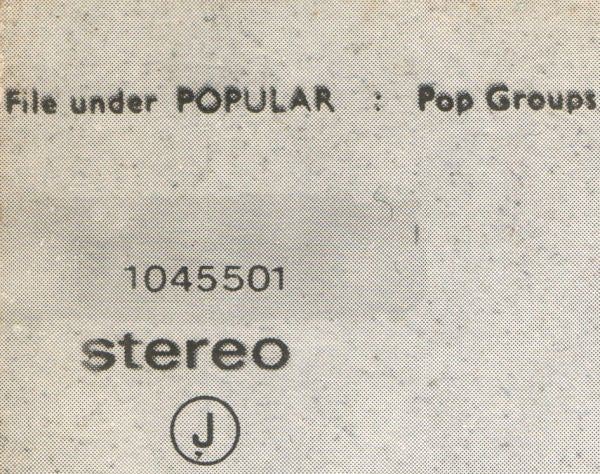 File under POPULAR : Pop Groups
1045501
stereo
J